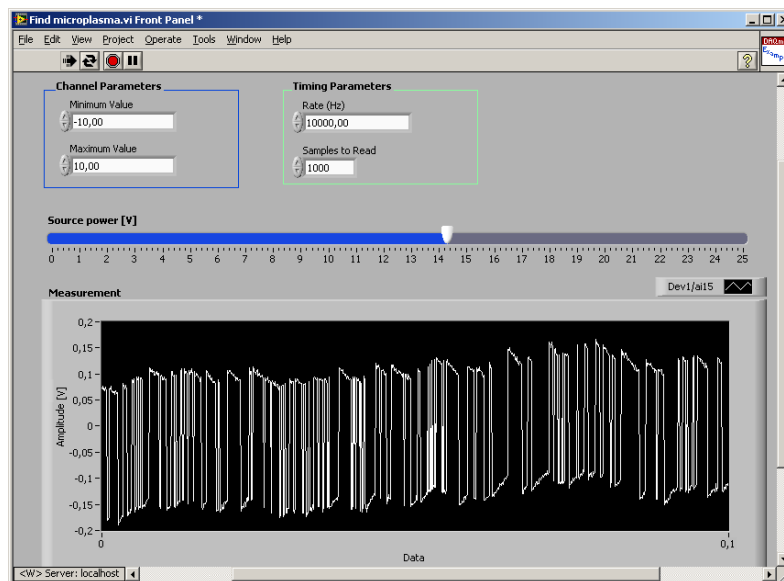 Find microplasma.vi Front Panel *
File Edit View Project Operate Tools Window Help
DAQmx
Examp
?
Channel Parameters
Minimum Value
-10,00
Maximum Value
10,00
Timing Parameters
Rate (Hz)
10000,00
Samples to Read
1000
Source power [V]
0 1 2 3 4 5 6 7 8 9 10 11 12 13 14 15 16 17 18 19 20 21 22 23 24 25
Measurement
Dev1/ai15
0,2
0,15
0,1
0,05
0
-0,05
-0,1
-0,15
-0,2
Amplitude [V]
0 0,1
Data
<W> Server: localhost